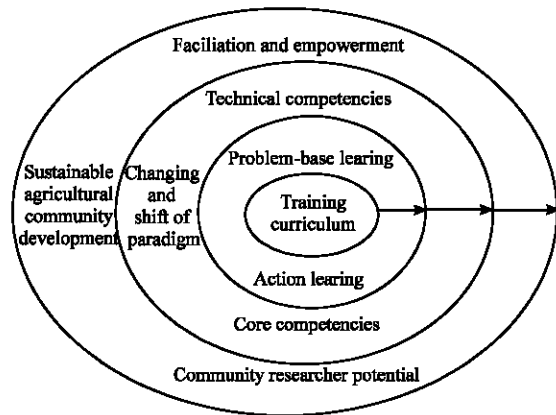 Faciliation and empowerment
Technical competencies
Problem-base learing
Sustainable
agricultural
community
development
Changing
and
shift of
paradigm
Training
curriculum
Action learing
Core competencies
Community researcher potential